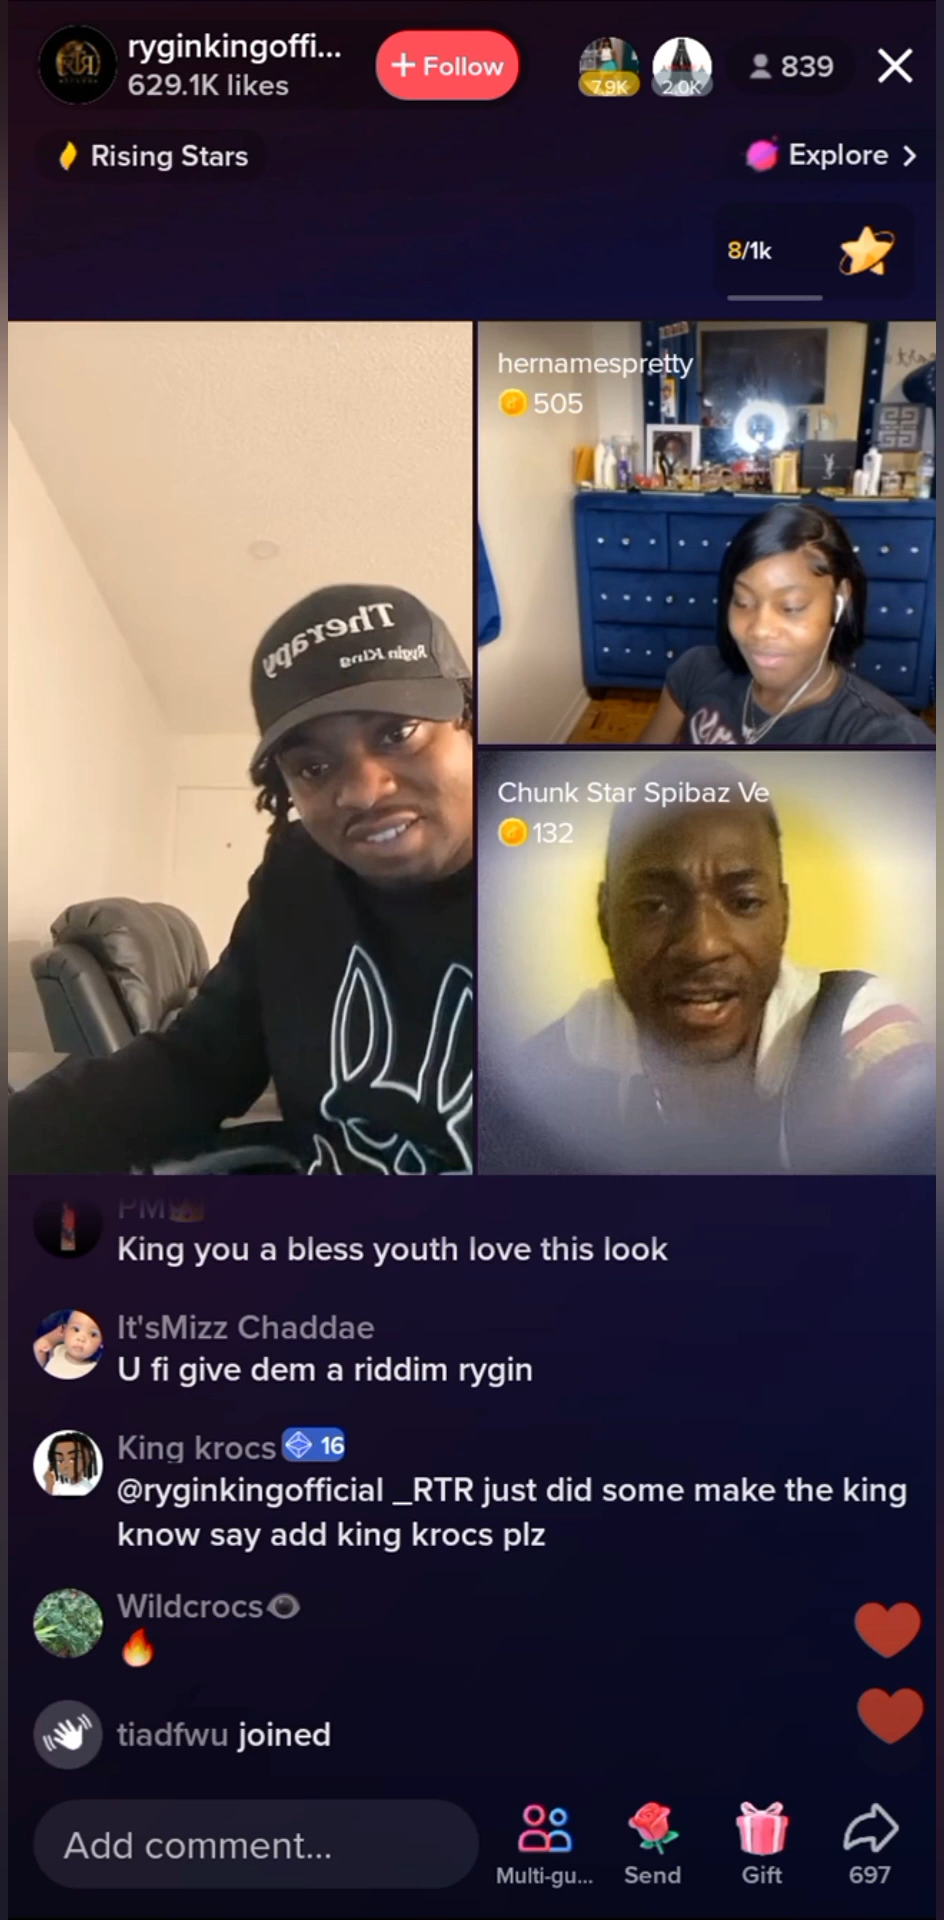 ryginkingoffi...
629.1K likes
+ Follow
7.9K
2.0K
839
Rising Stars
Explore >
8/1k
hernamespretty
505
Therapy
Rygin King
Chunk Star Spibaz Ve
132
PM
King you a bless youth love this look
It'sMizz Chaddae
U fi give dem a riddim rygin
King krocs 16
@ryginkingofficial _RTR just did some make the king
know say add king krocs plz
Wildcrocs
tiadfwu joined
Add comment...
Multi-gu...
Send
Gift
697